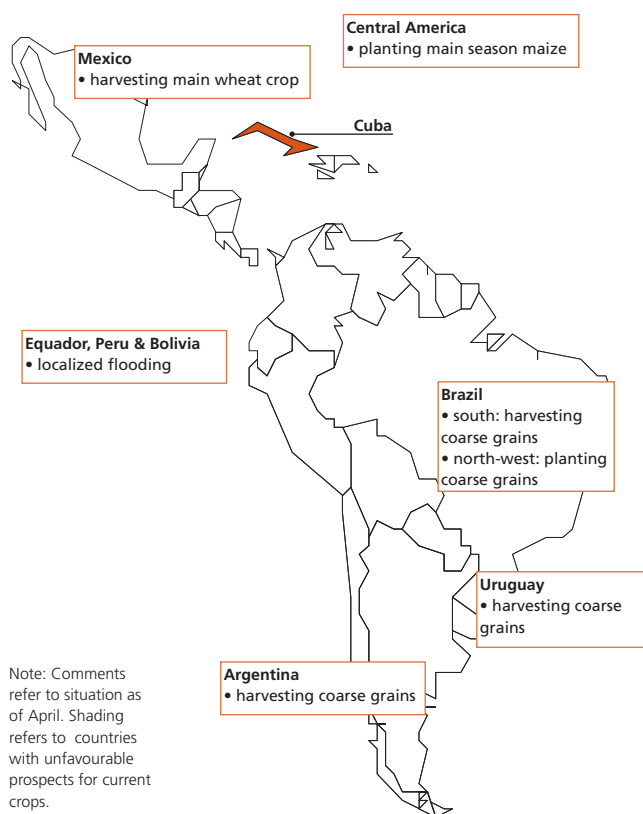 Central America
• planting main season maize
Mexico
• harvesting main wheat crop
Cuba
Equador, Peru & Bolivia
• localized flooding
Brazil
• south: harvesting
coarse grains
• north-west: planting
coarse grains
Uruguay
• harvesting coarse
grains
Argentina
• harvesting coarse grains
Note: Comments
refer to situation as
of April. Shading
refers to countries
with unfavourable
prospects for current
crops.